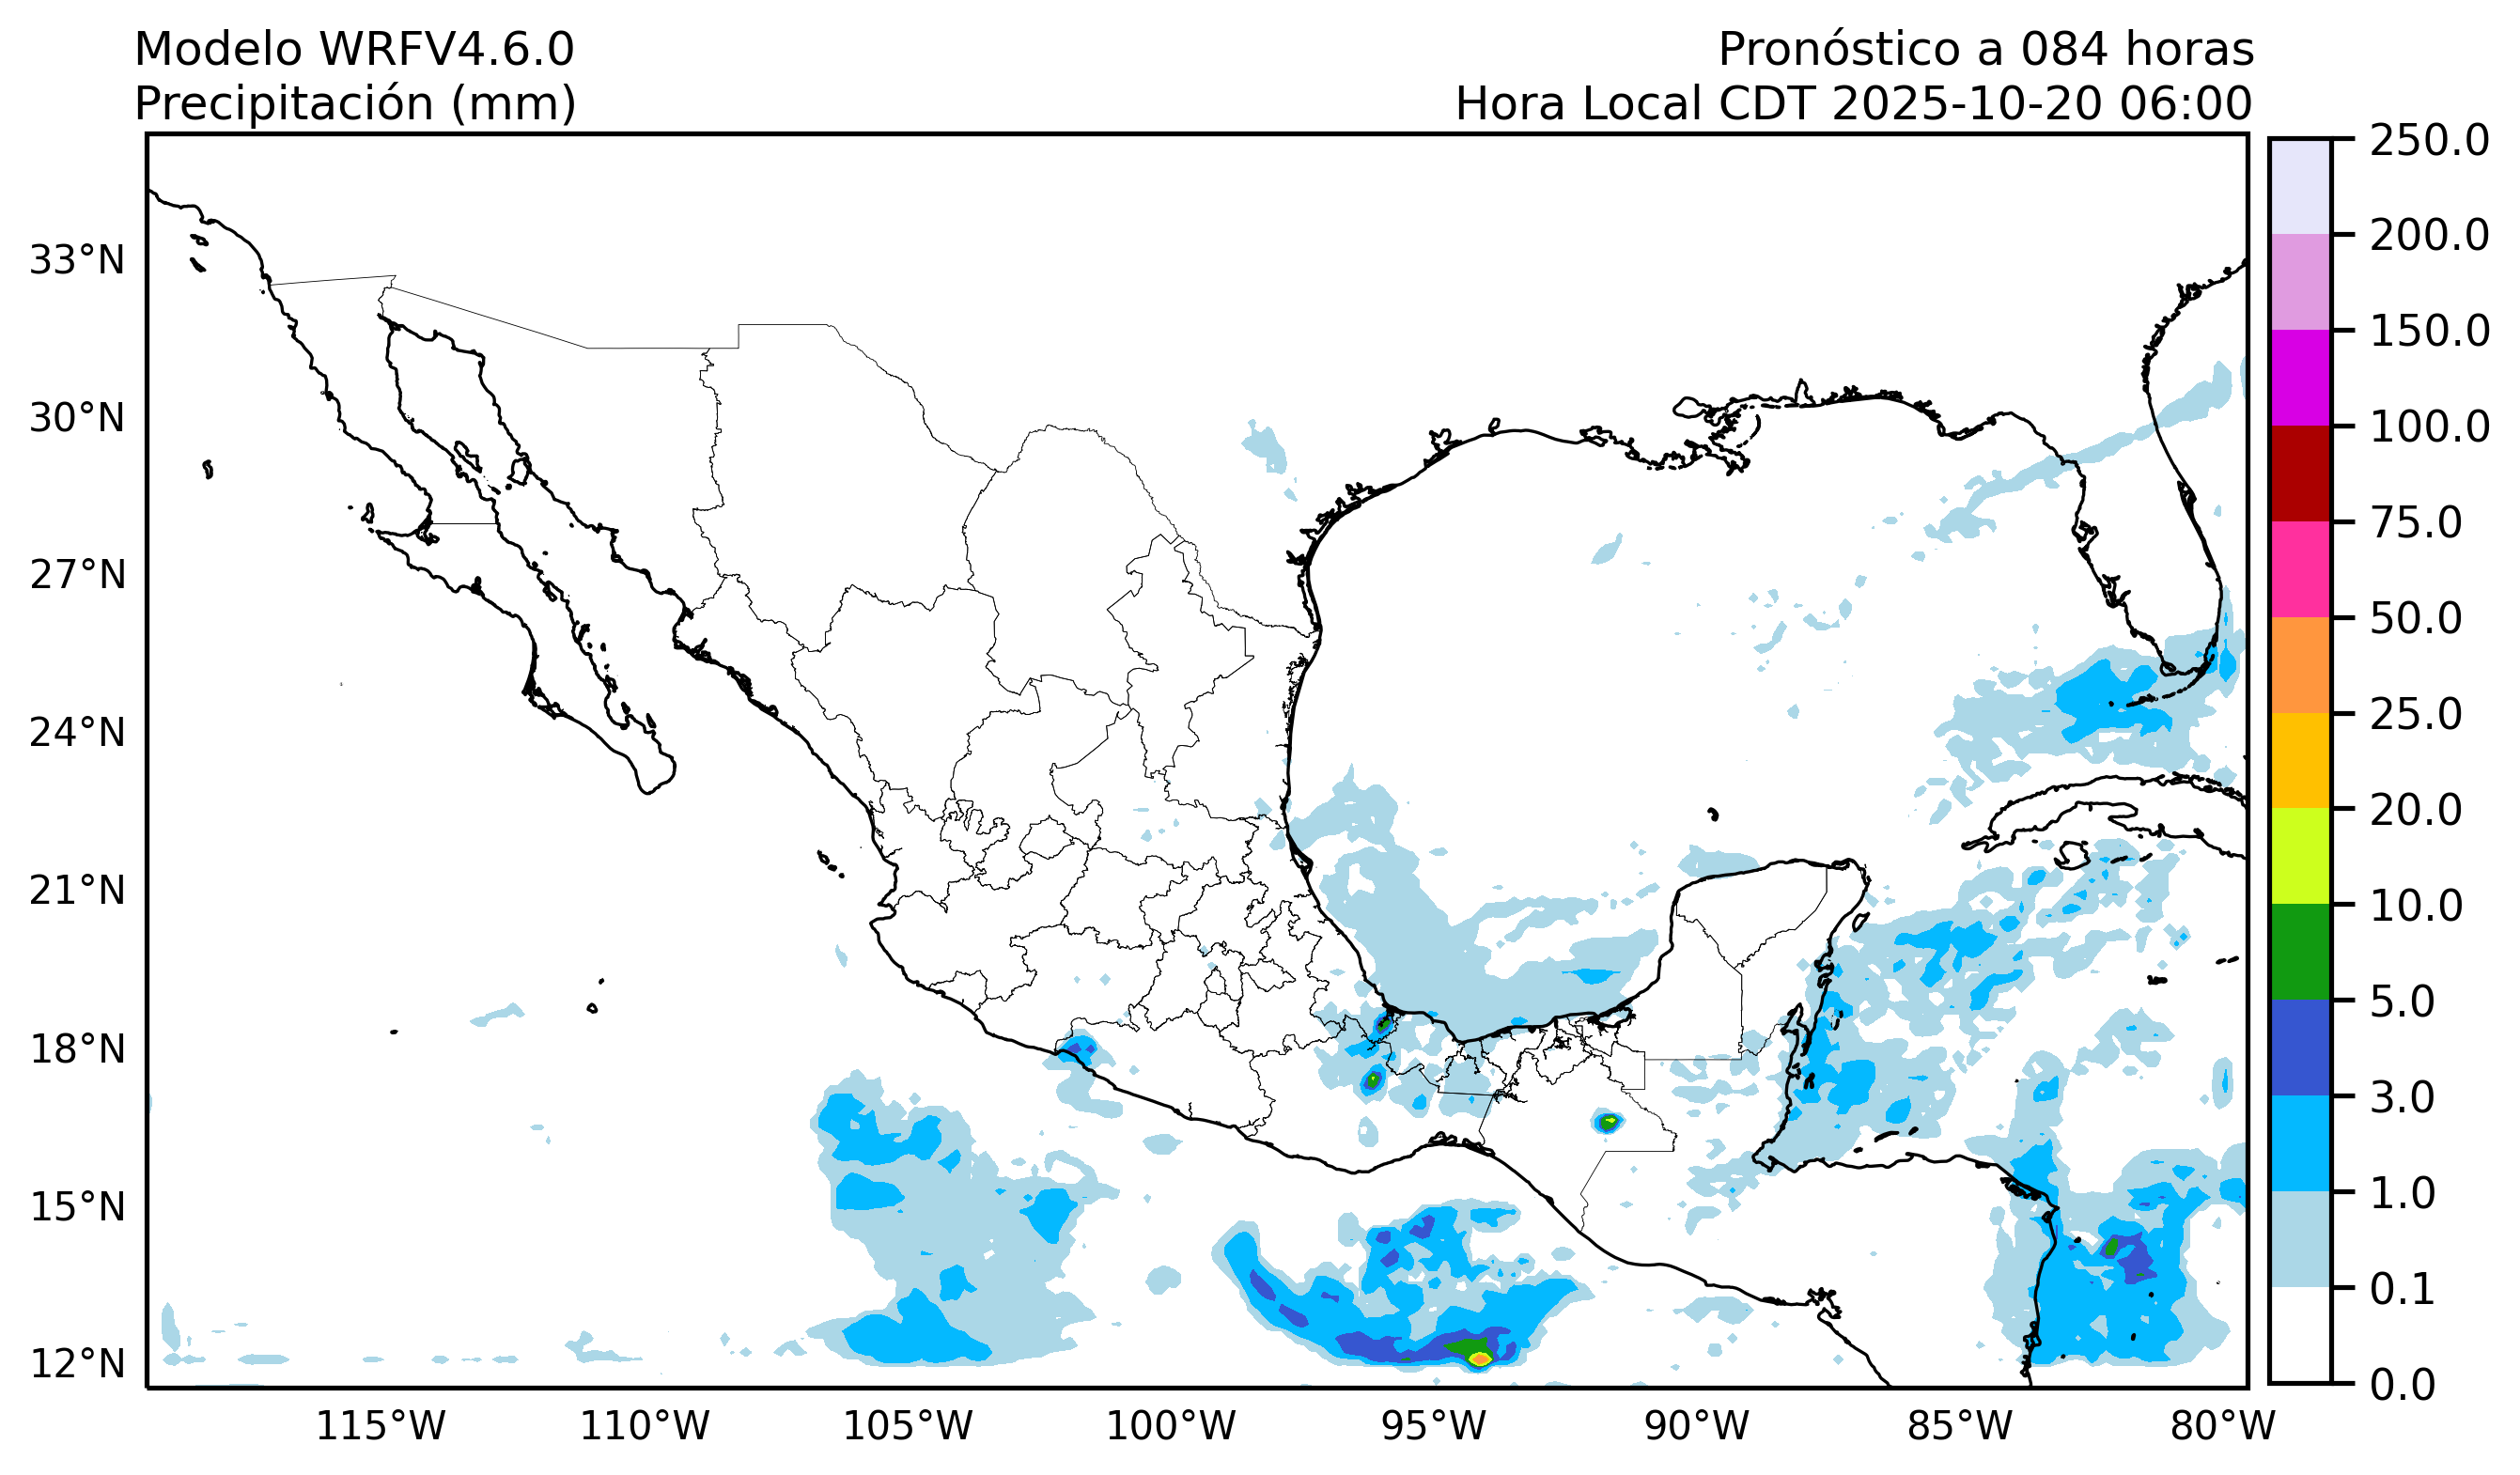 Modelo WRFV4.6.0
Precipitación (mm)
Pronóstico a 084 horas
Hora Local CDT 2025-10-20 06:00
33°N
30°N
27°N
24°N
21°N
18°N
15°N
12°N
115°W
110°W
105°W
100°W
95°W
90°W
85°W
80°W
250.0
200.0
150.0
100.0
75.0
50.0
25.0
20.0
10.0
5.0
3.0
1.0
0.1
0.0